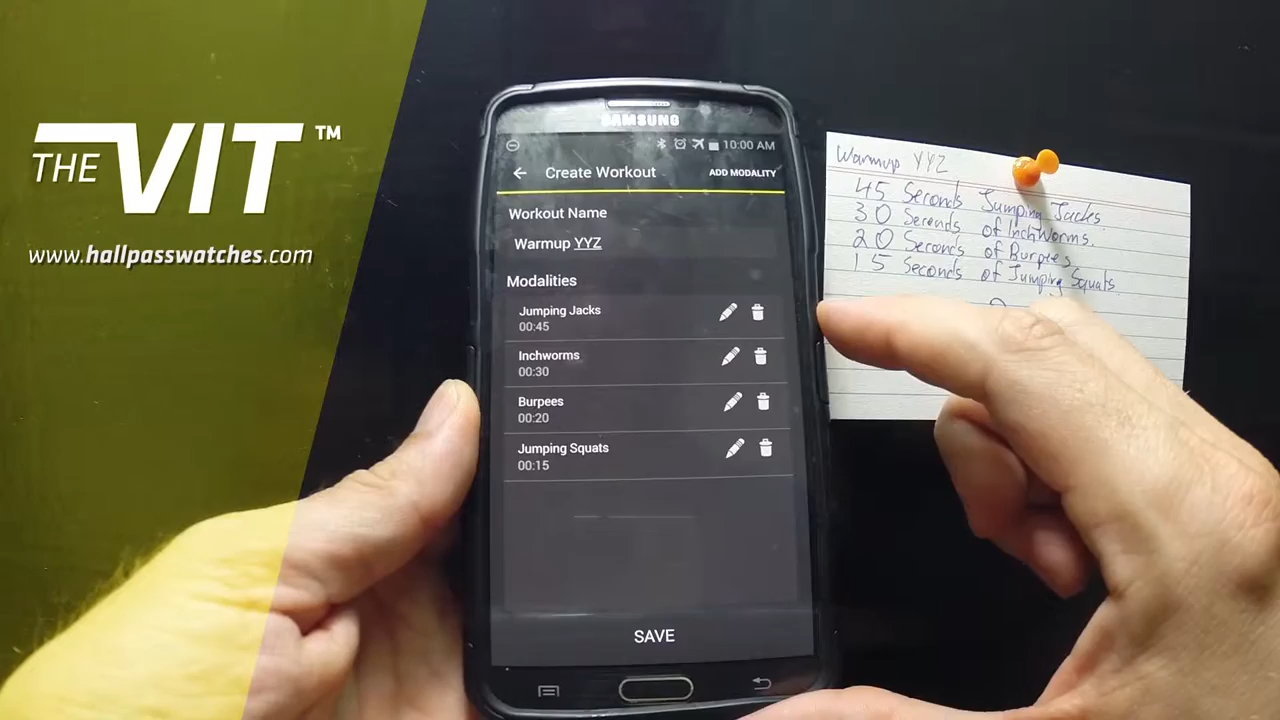 THE VIT™
www.hallpasswatches.com
SAMSUNG
10:00 AM
Create Workout
ADD MODALITY
Workout Name
Warmup YYZ
Modalities
Jumping Jacks
00:45
Inchworms
00:30
Burpees
00:20
Jumping Squats
00:15
SAVE
Warmup YYZ
45 Seconds Jumping Jacks.
30 Seconds of Inchworms.
20 Seconds of Burpees
15 Seconds of Jumping Squats